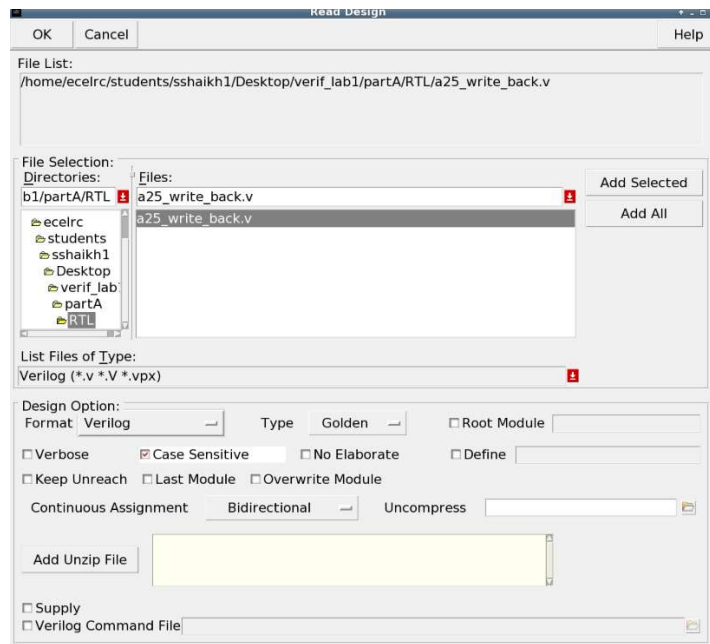 Read Design
OK Cancel Help
File List:
/home/ecelrc/students/sshaikh1/Desktop/verif_lab1/partA/RTL/a25_write_back.v
File Selection:
Directories: Files:
b1/partA/RTL a25_write_back.v Add Selected
a25_write_back.v Add All
ecelrc
students
sshaikh1
Desktop
verif_lab
partA
RTL
List Files of Type:
Verilog (*.v *.V *.vpx)
Design Option:
Format Verilog Type Golden Root Module
Verbose Case Sensitive No Elaborate Define
Keep Unreach Last Module Overwrite Module
Continuous Assignment Bidirectional Uncompress
Add Unzip File
Supply
Verilog Command File